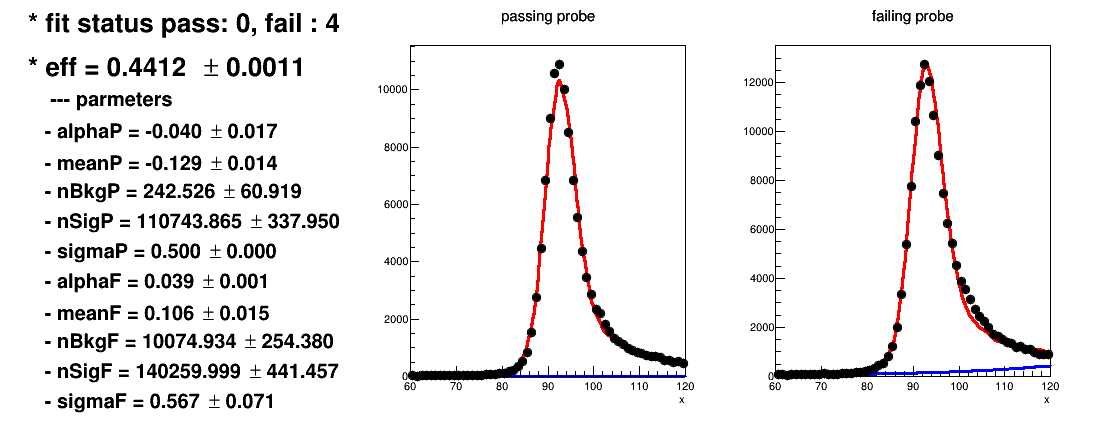 * fit status pass: 0, fail : 4
* eff = 0.4412 ± 0.0011
--- parmeters
- alphaP = -0.040 ± 0.017
- meanP = -0.129 ± 0.014
- nBkgP = 242.526 ± 60.919
- nSigP = 110743.865 ± 337.950
- sigmaP = 0.500 ± 0.000
- alphaF = 0.039 ± 0.001
- meanF = 0.106 ± 0.015
- nBkgF = 10074.934 ± 254.380
- nSigF = 140259.999 ± 441.457
- sigmaF = 0.567 ± 0.071
passing probe
10000
8000
6000
4000
2000
0
60 70 80 90 100 110 120
x
failing probe
12000
10000
8000
6000
4000
2000
0
60 70 80 90 100 110 120
x